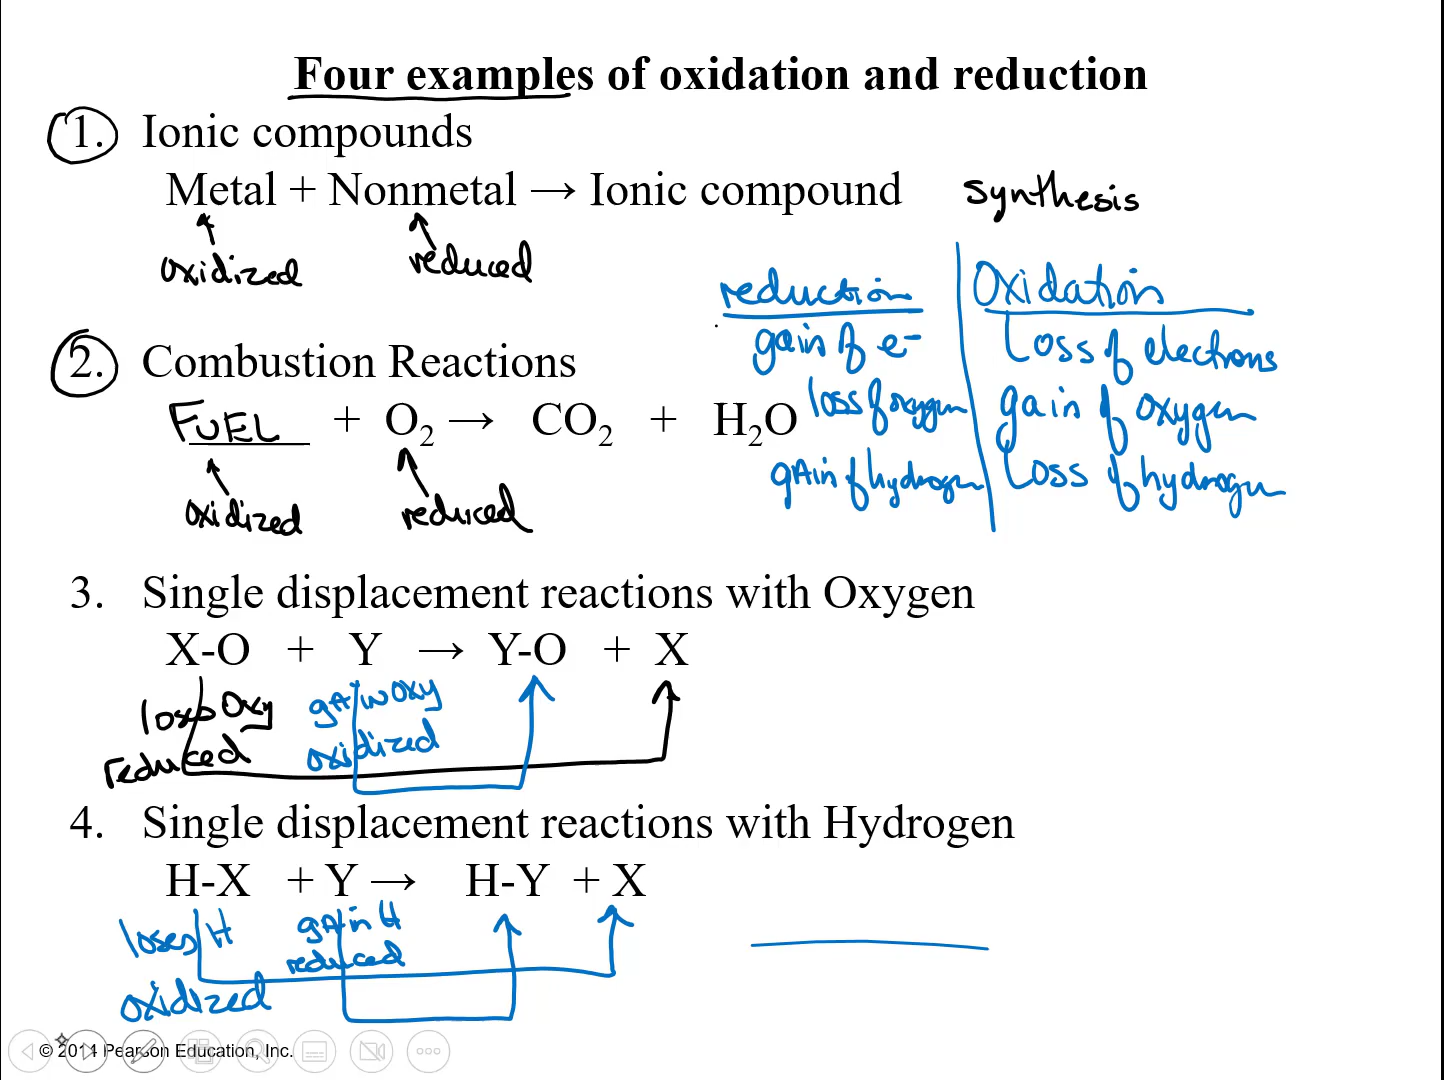 Four examples of oxidation and reduction
1. Ionic compounds
Metal + Nonmetal → Ionic compound synthesis
oxidized reduced
reduction Oxidation
gain of e- Loss of electrons
2. Combustion Reactions
FUEL + O2 → CO2 + H2O
loss of oxygen gain of oxygen
gain of hydrogen Loss of hydrogen
oxidized reduced
3. Single displacement reactions with Oxygen
X-O + Y → Y-O + X
loses Oxy gain oxy
reduced oxidized
4. Single displacement reactions with Hydrogen
H-X + Y → H-Y + X
loses H gain H
oxidized reduced
© 2014 Pearson Education, Inc.